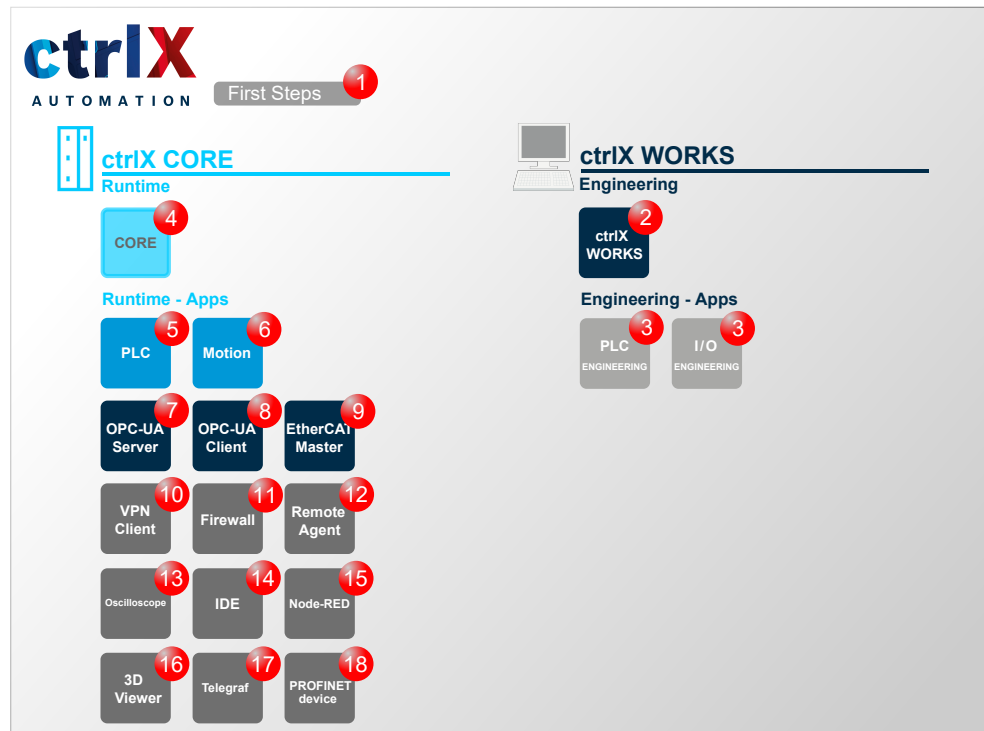 ctrlX
AUTOMATION
First Steps
1
ctrlX CORE
Runtime
4
CORE
Runtime - Apps
5
PLC
6
Motion
7
OPC-UA
Server
8
OPC-UA
Client
9
EtherCAT
Master
10
VPN
Client
11
Firewall
12
Remote
Agent
13
Oscilloscope
14
IDE
15
Node-RED
16
3D
Viewer
17
Telegraf
18
PROFINET
device
ctrlX WORKS
Engineering
2
ctrlX
WORKS
Engineering - Apps
3
PLC
ENGINEERING
3
I/O
ENGINEERING